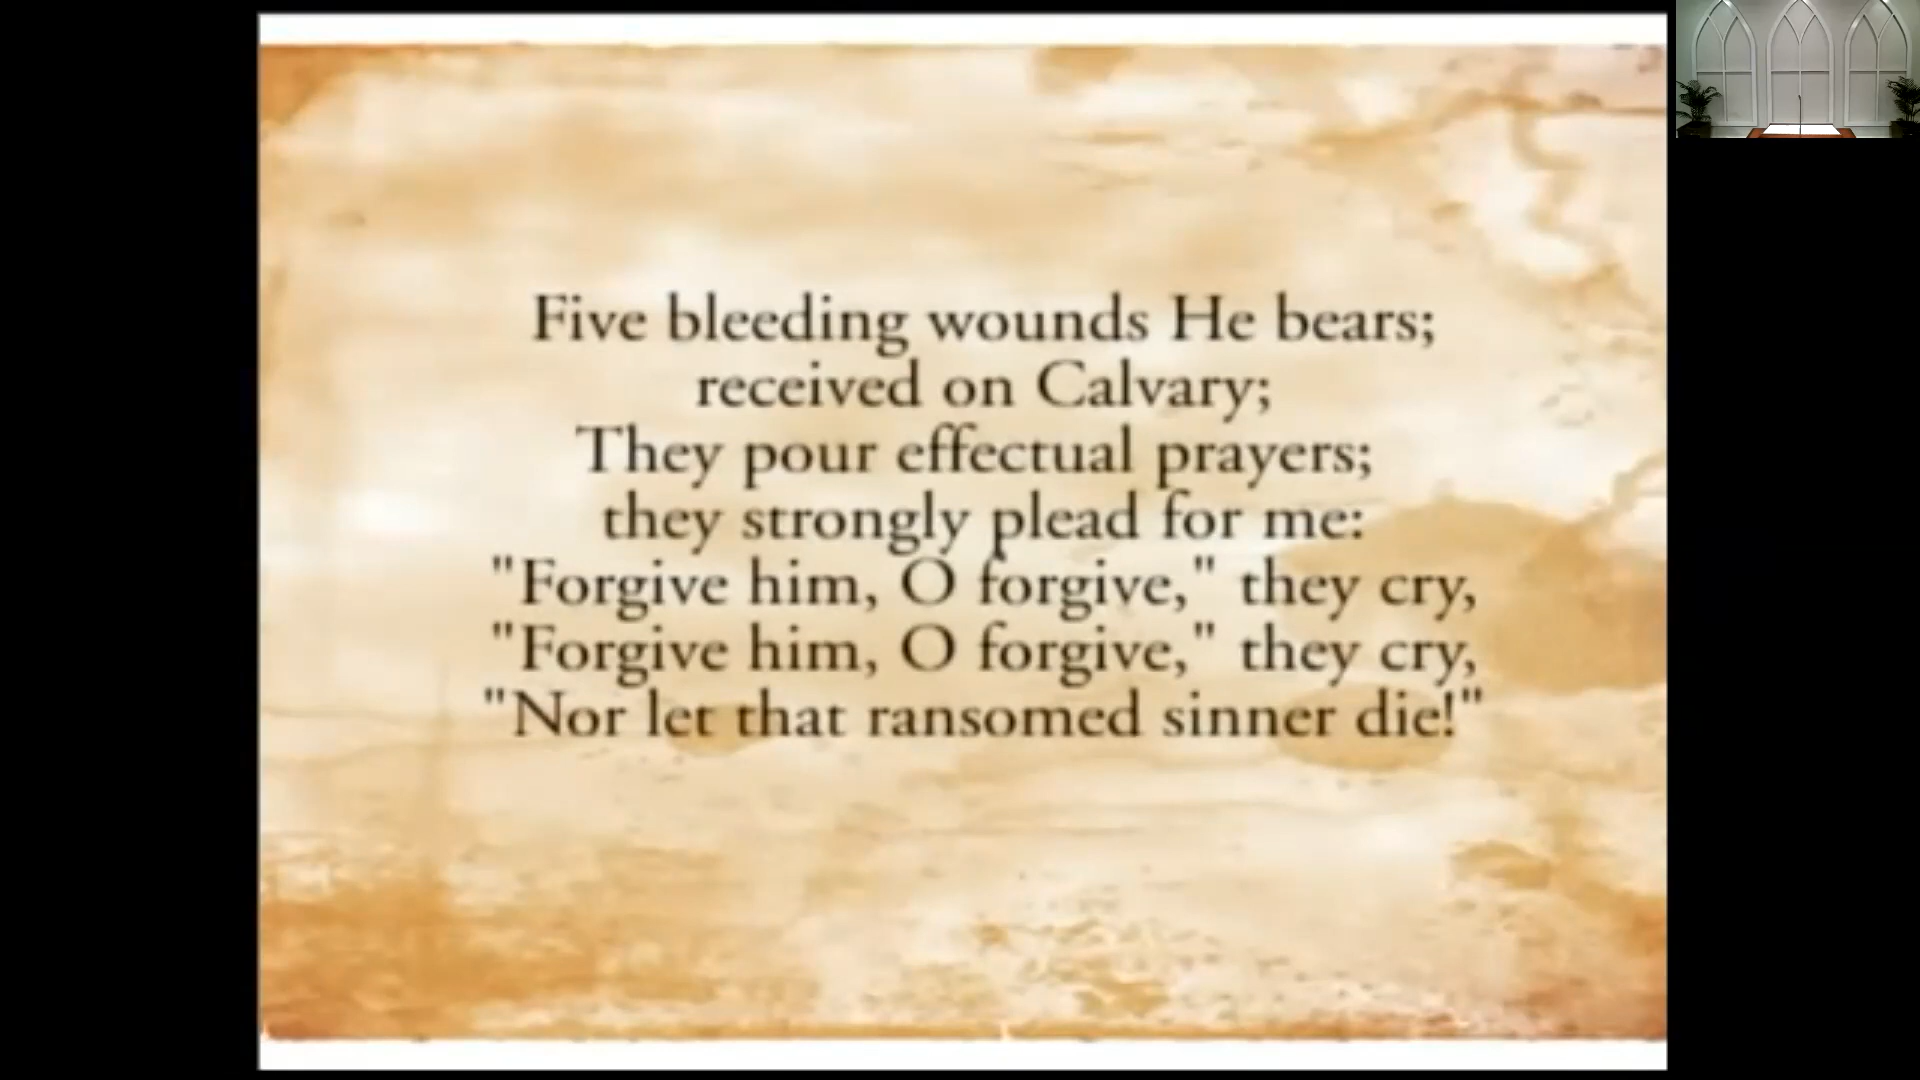 Five bleeding wounds He bears;
received on Calvary;
They pour effectual prayers;
they strongly plead for me:
"Forgive him, O forgive," they cry,
"Forgive him, O forgive," they cry,
"Nor let that ransomed sinner die!"